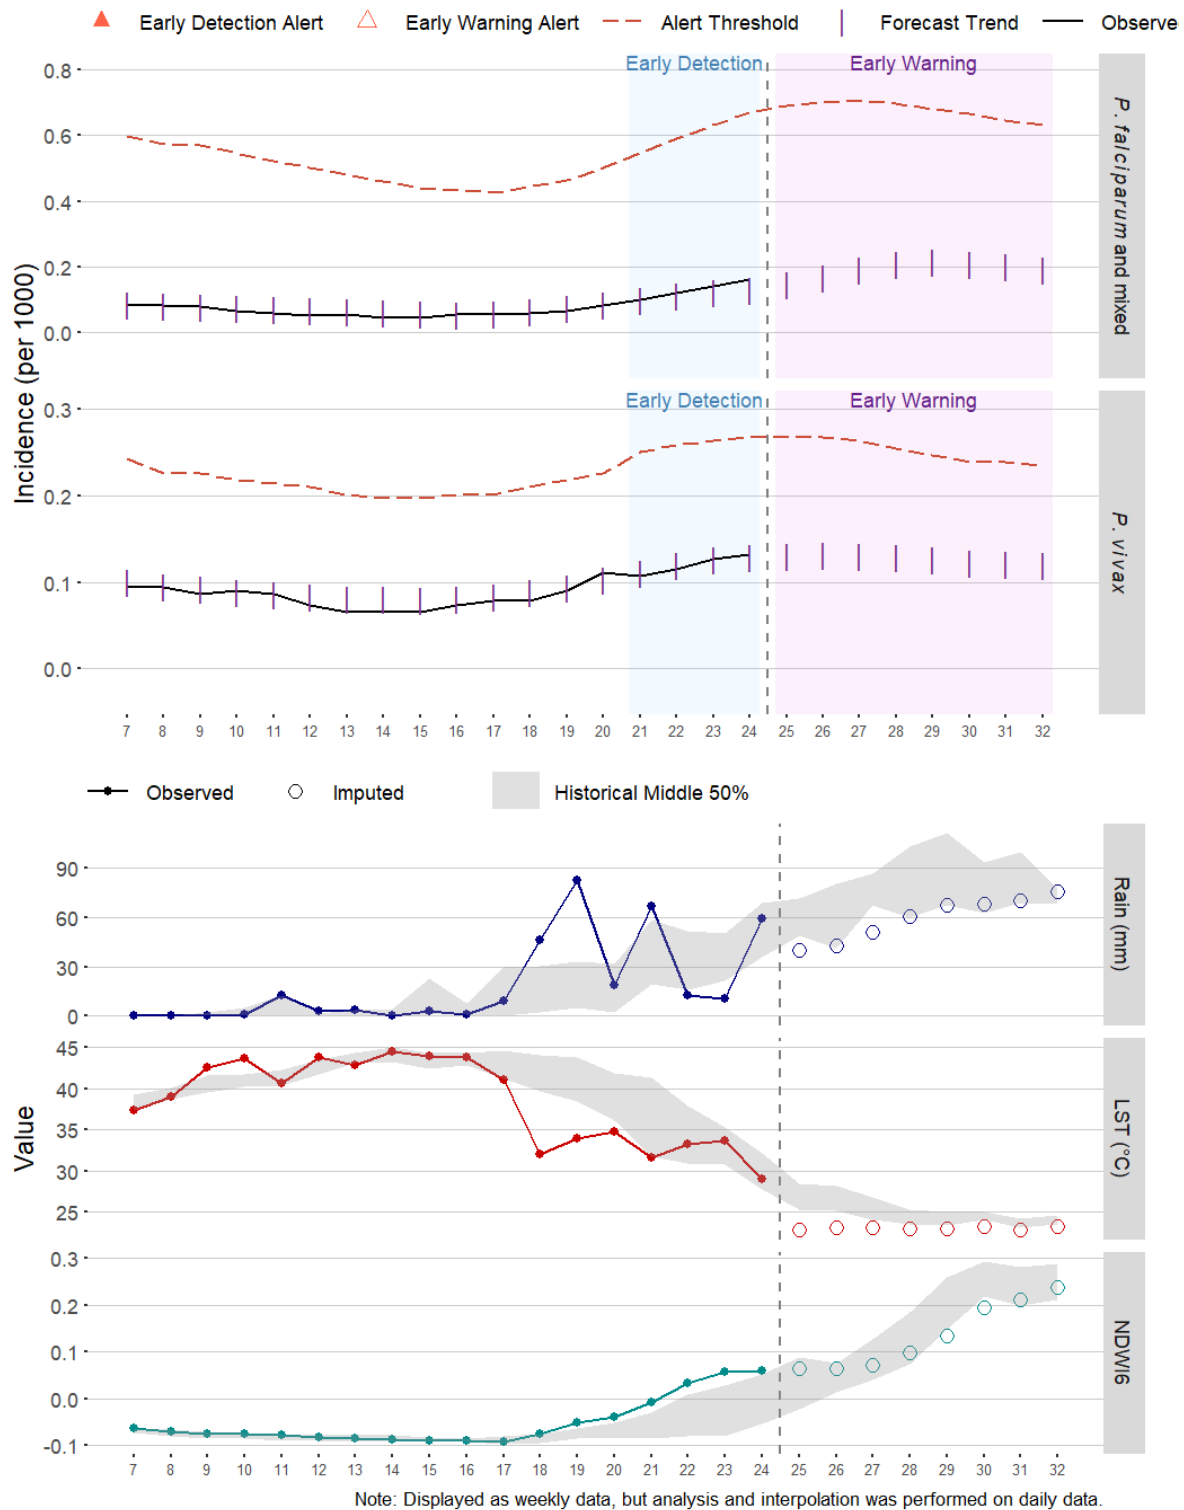 Early Detection Alert Early Warning Alert Alert Threshold Forecast Trend Observe
Early Detection Early Warning
0.8
0.6
0.4
0.2
0.0
P. falciparum and mixed
Incidence (per 1000)
Early Detection Early Warning
0.3
0.2
0.1
0.0
P. vivax
7 8 9 10 11 12 13 14 15 16 17 18 19 20 21 22 23 24 25 26 27 28 29 30 31 32
Observed Imputed Historical Middle 50%
90
60
30
0
Rain (mm)
Value
45
40
35
30
25
LST (°C)
0.3
0.2
0.1
0.0
-0.1
NDWI6
7 8 9 10 11 12 13 14 15 16 17 18 19 20 21 22 23 24 25 26 27 28 29 30 31 32
Note: Displayed as weekly data, but analysis and interpolation was performed on daily data.